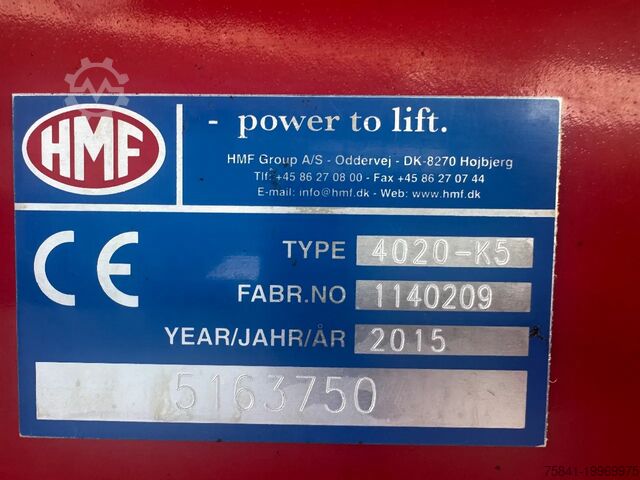 HMF
- power to lift.
HMF Group A/S - Oddervej - DK-8270 Højbjerg
Tlf: +45 86 27 08 00 - Fax +45 86 27 07 44
E-mail: info@hmf.dk - Web: www.hmf.dk
CE
TYPE 4020-K5
FABR.NO 1140209
YEAR/JAHR/ÅR 2015
5163750
75841-19969975